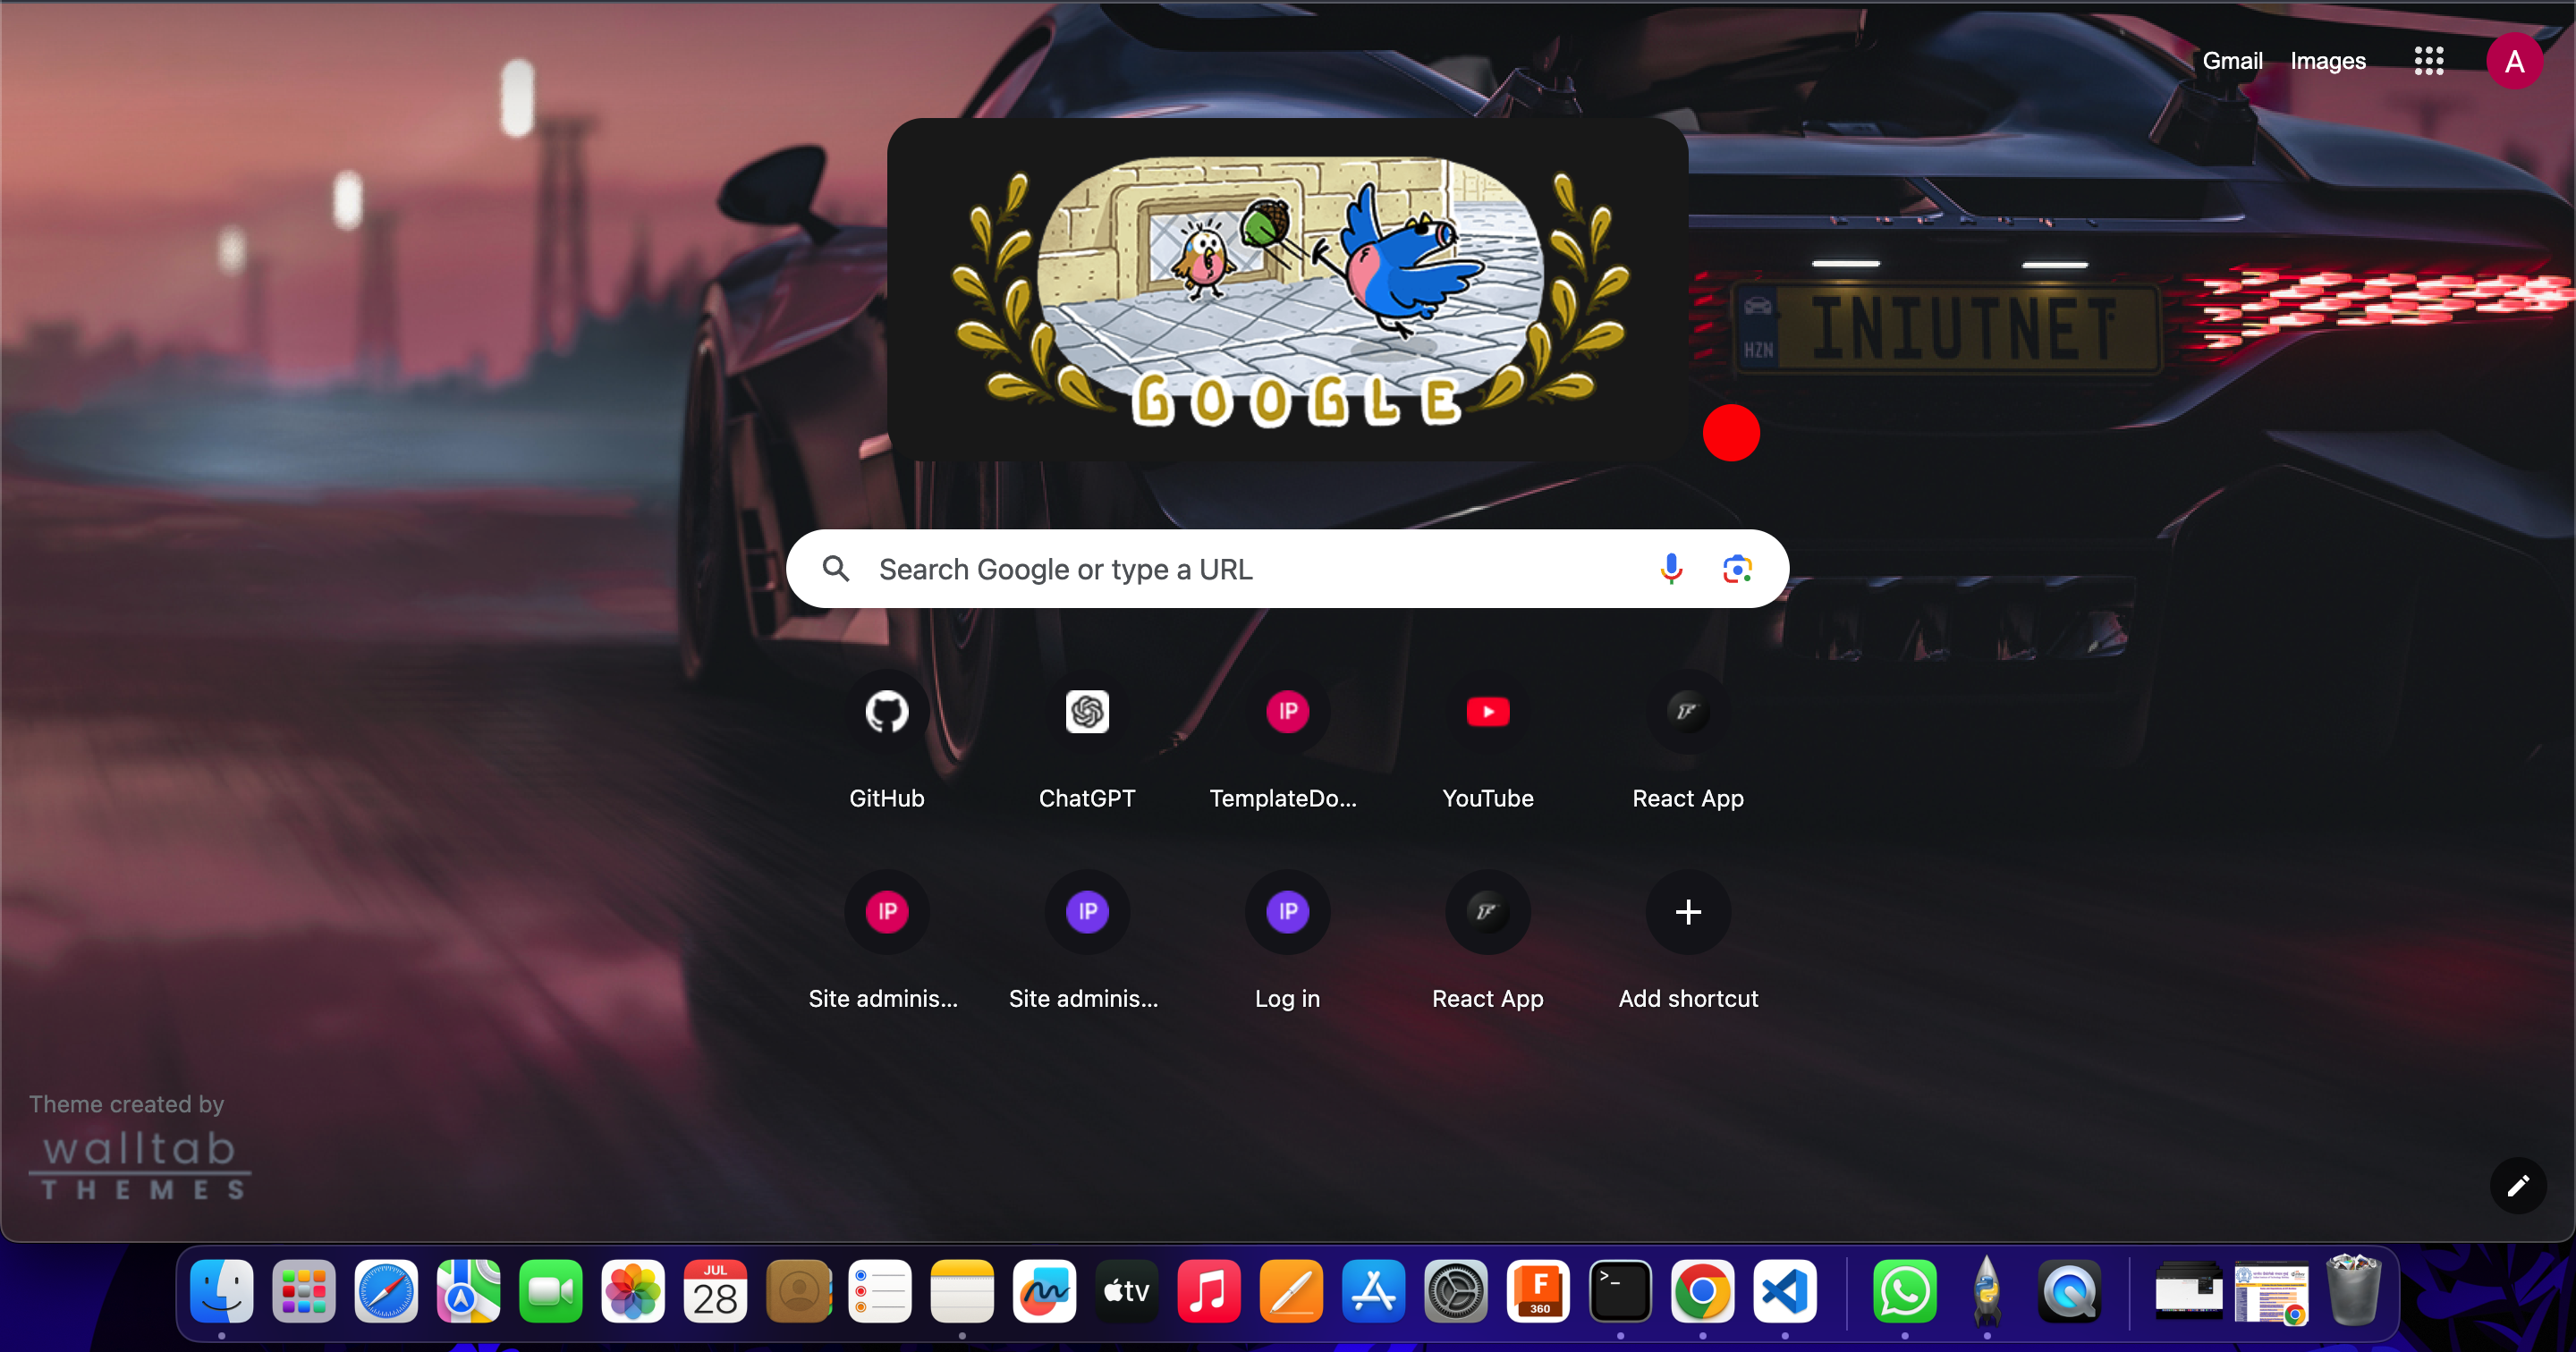 Gmail Images
A
GOOGLE
INIUTNET
HZN
Search Google or type a URL
IP
GitHub
ChatGPT
TemplateDo...
YouTube
React App
IP
IP
IP
Site adminis...
Site adminis...
Log in
React App
Add shortcut
Theme created by
walltab
THEMES
JUL
28
tv
F
360
>_